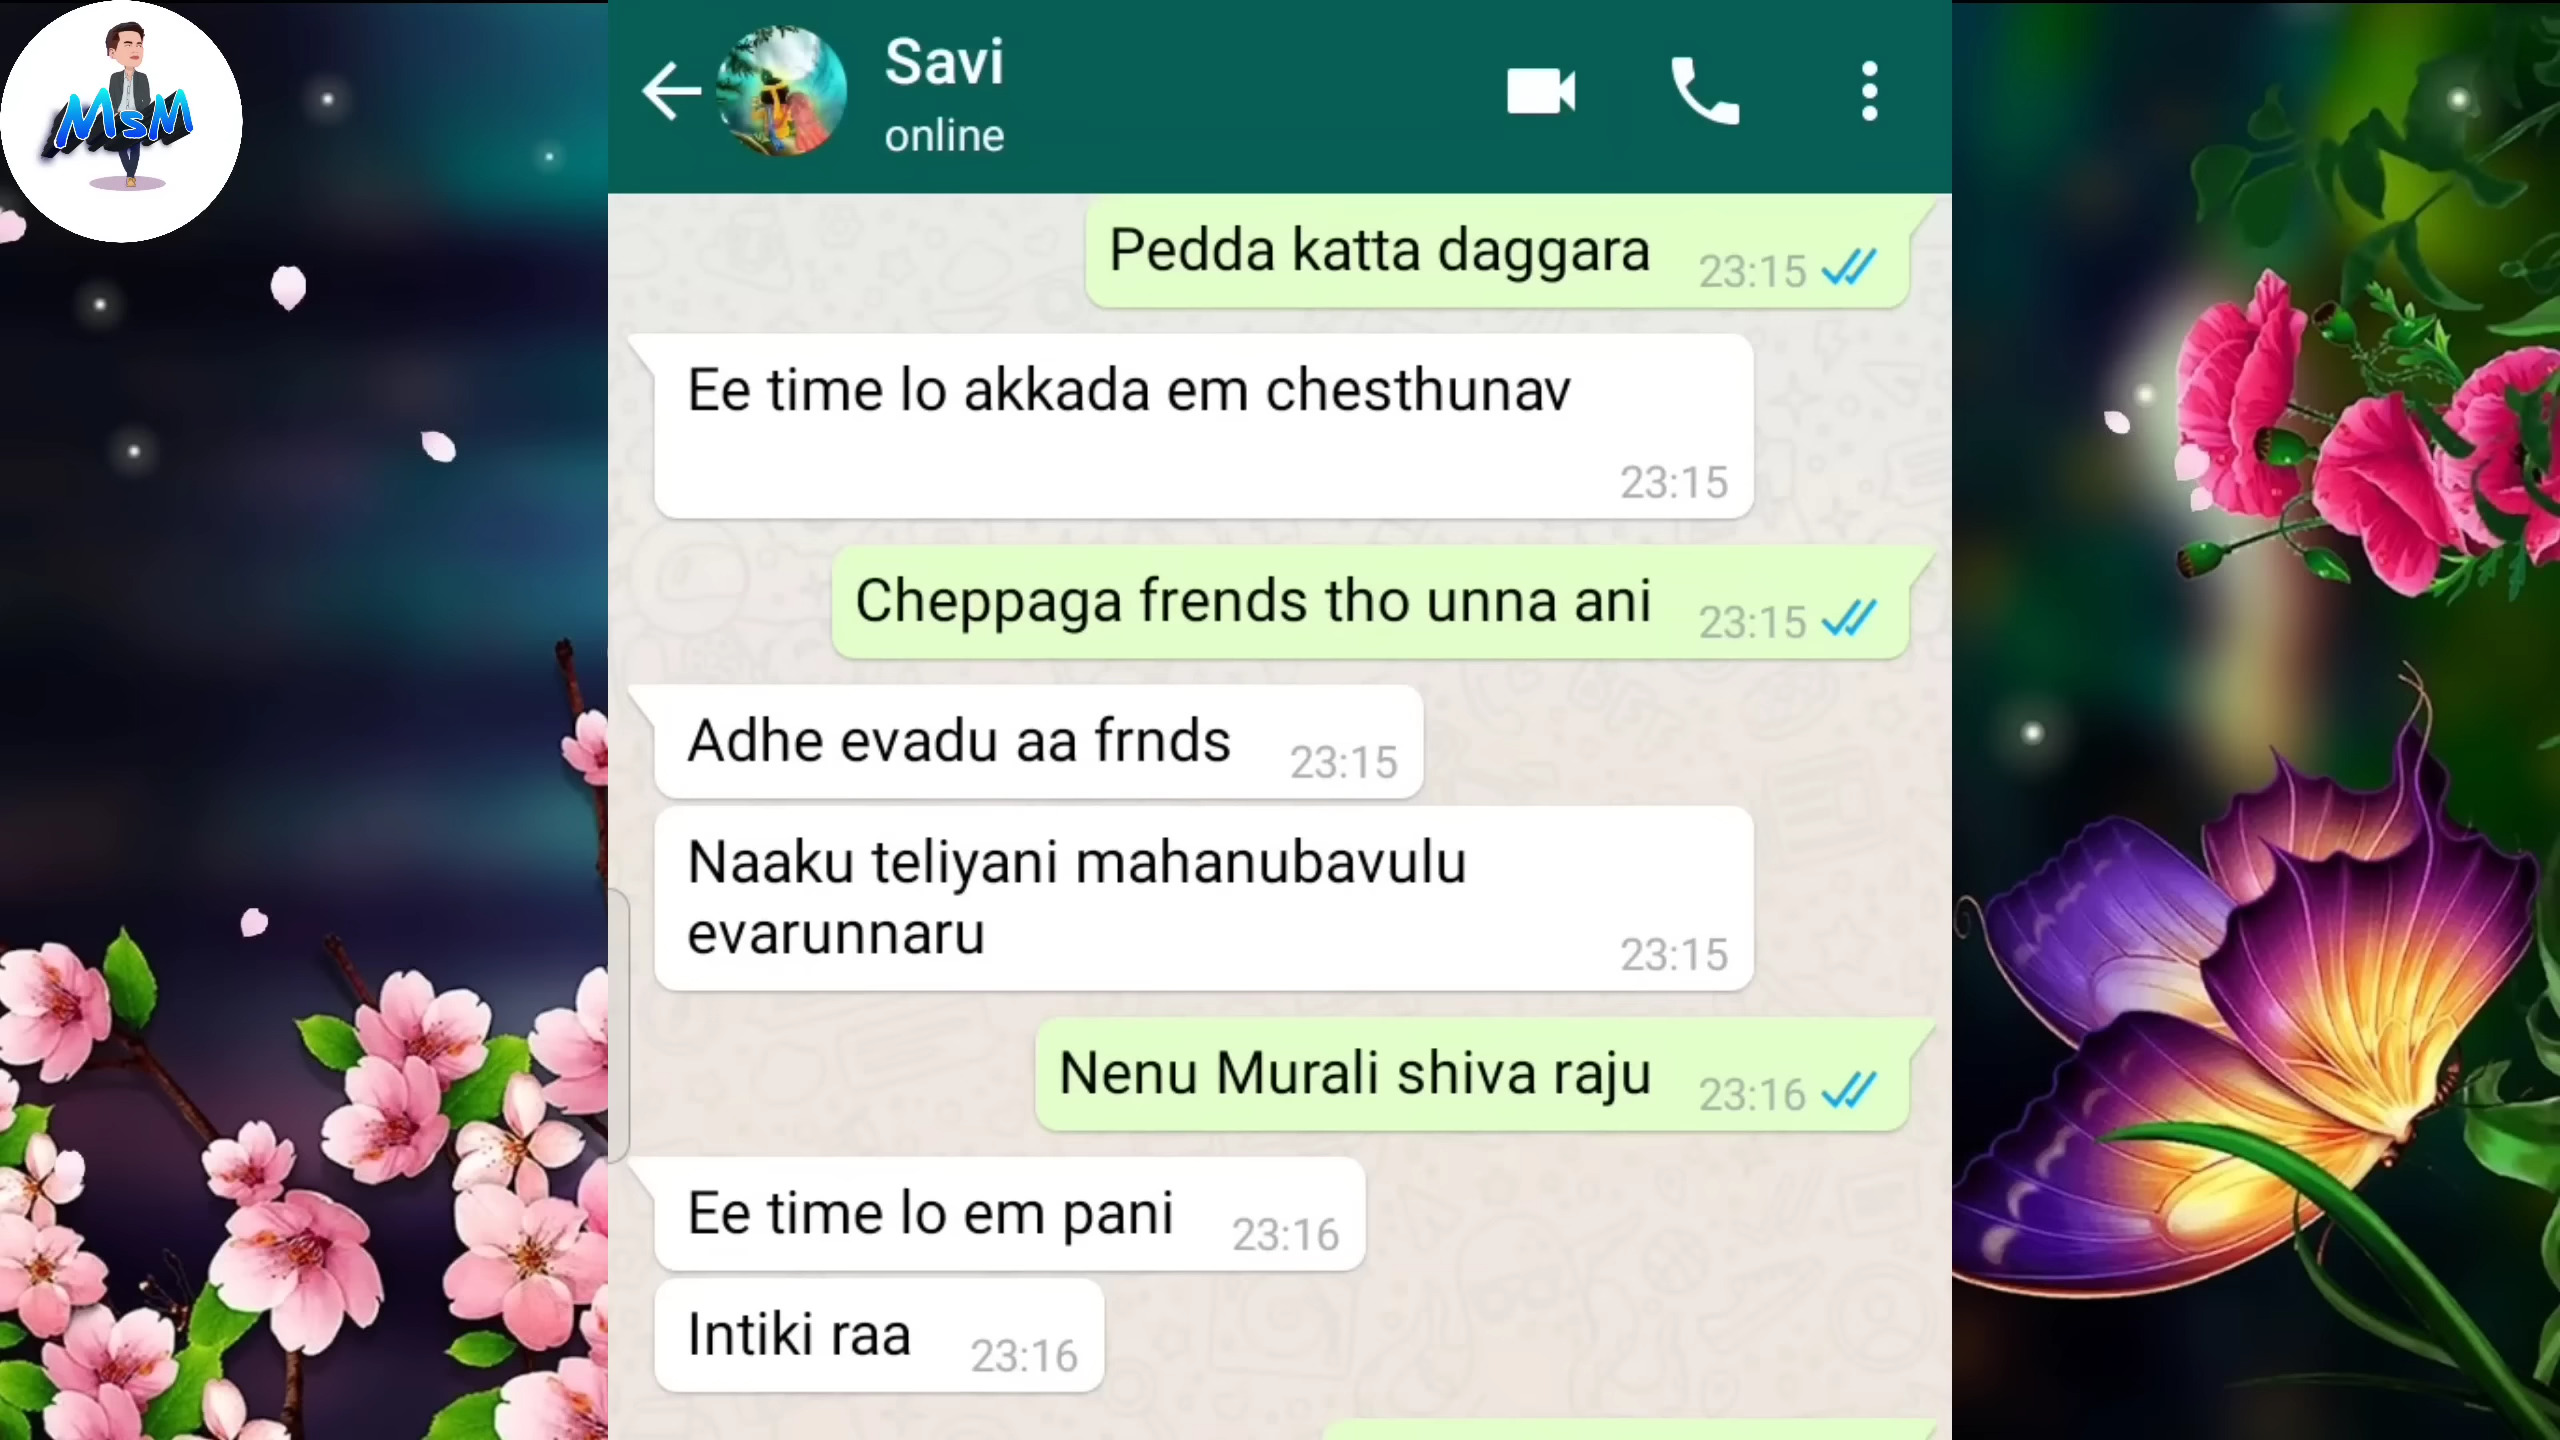 MsM
Savi
online
Pedda katta daggara 23:15
Ee time lo akkada em chesthunav
23:15
Cheppaga frends tho unna ani 23:15
Adhe evadu aa frnds 23:15
Naaku teliyani mahanubavulu
evarunnaru 23:15
Nenu Murali shiva raju 23:16
Ee time lo em pani 23:16
Intiki raa 23:16